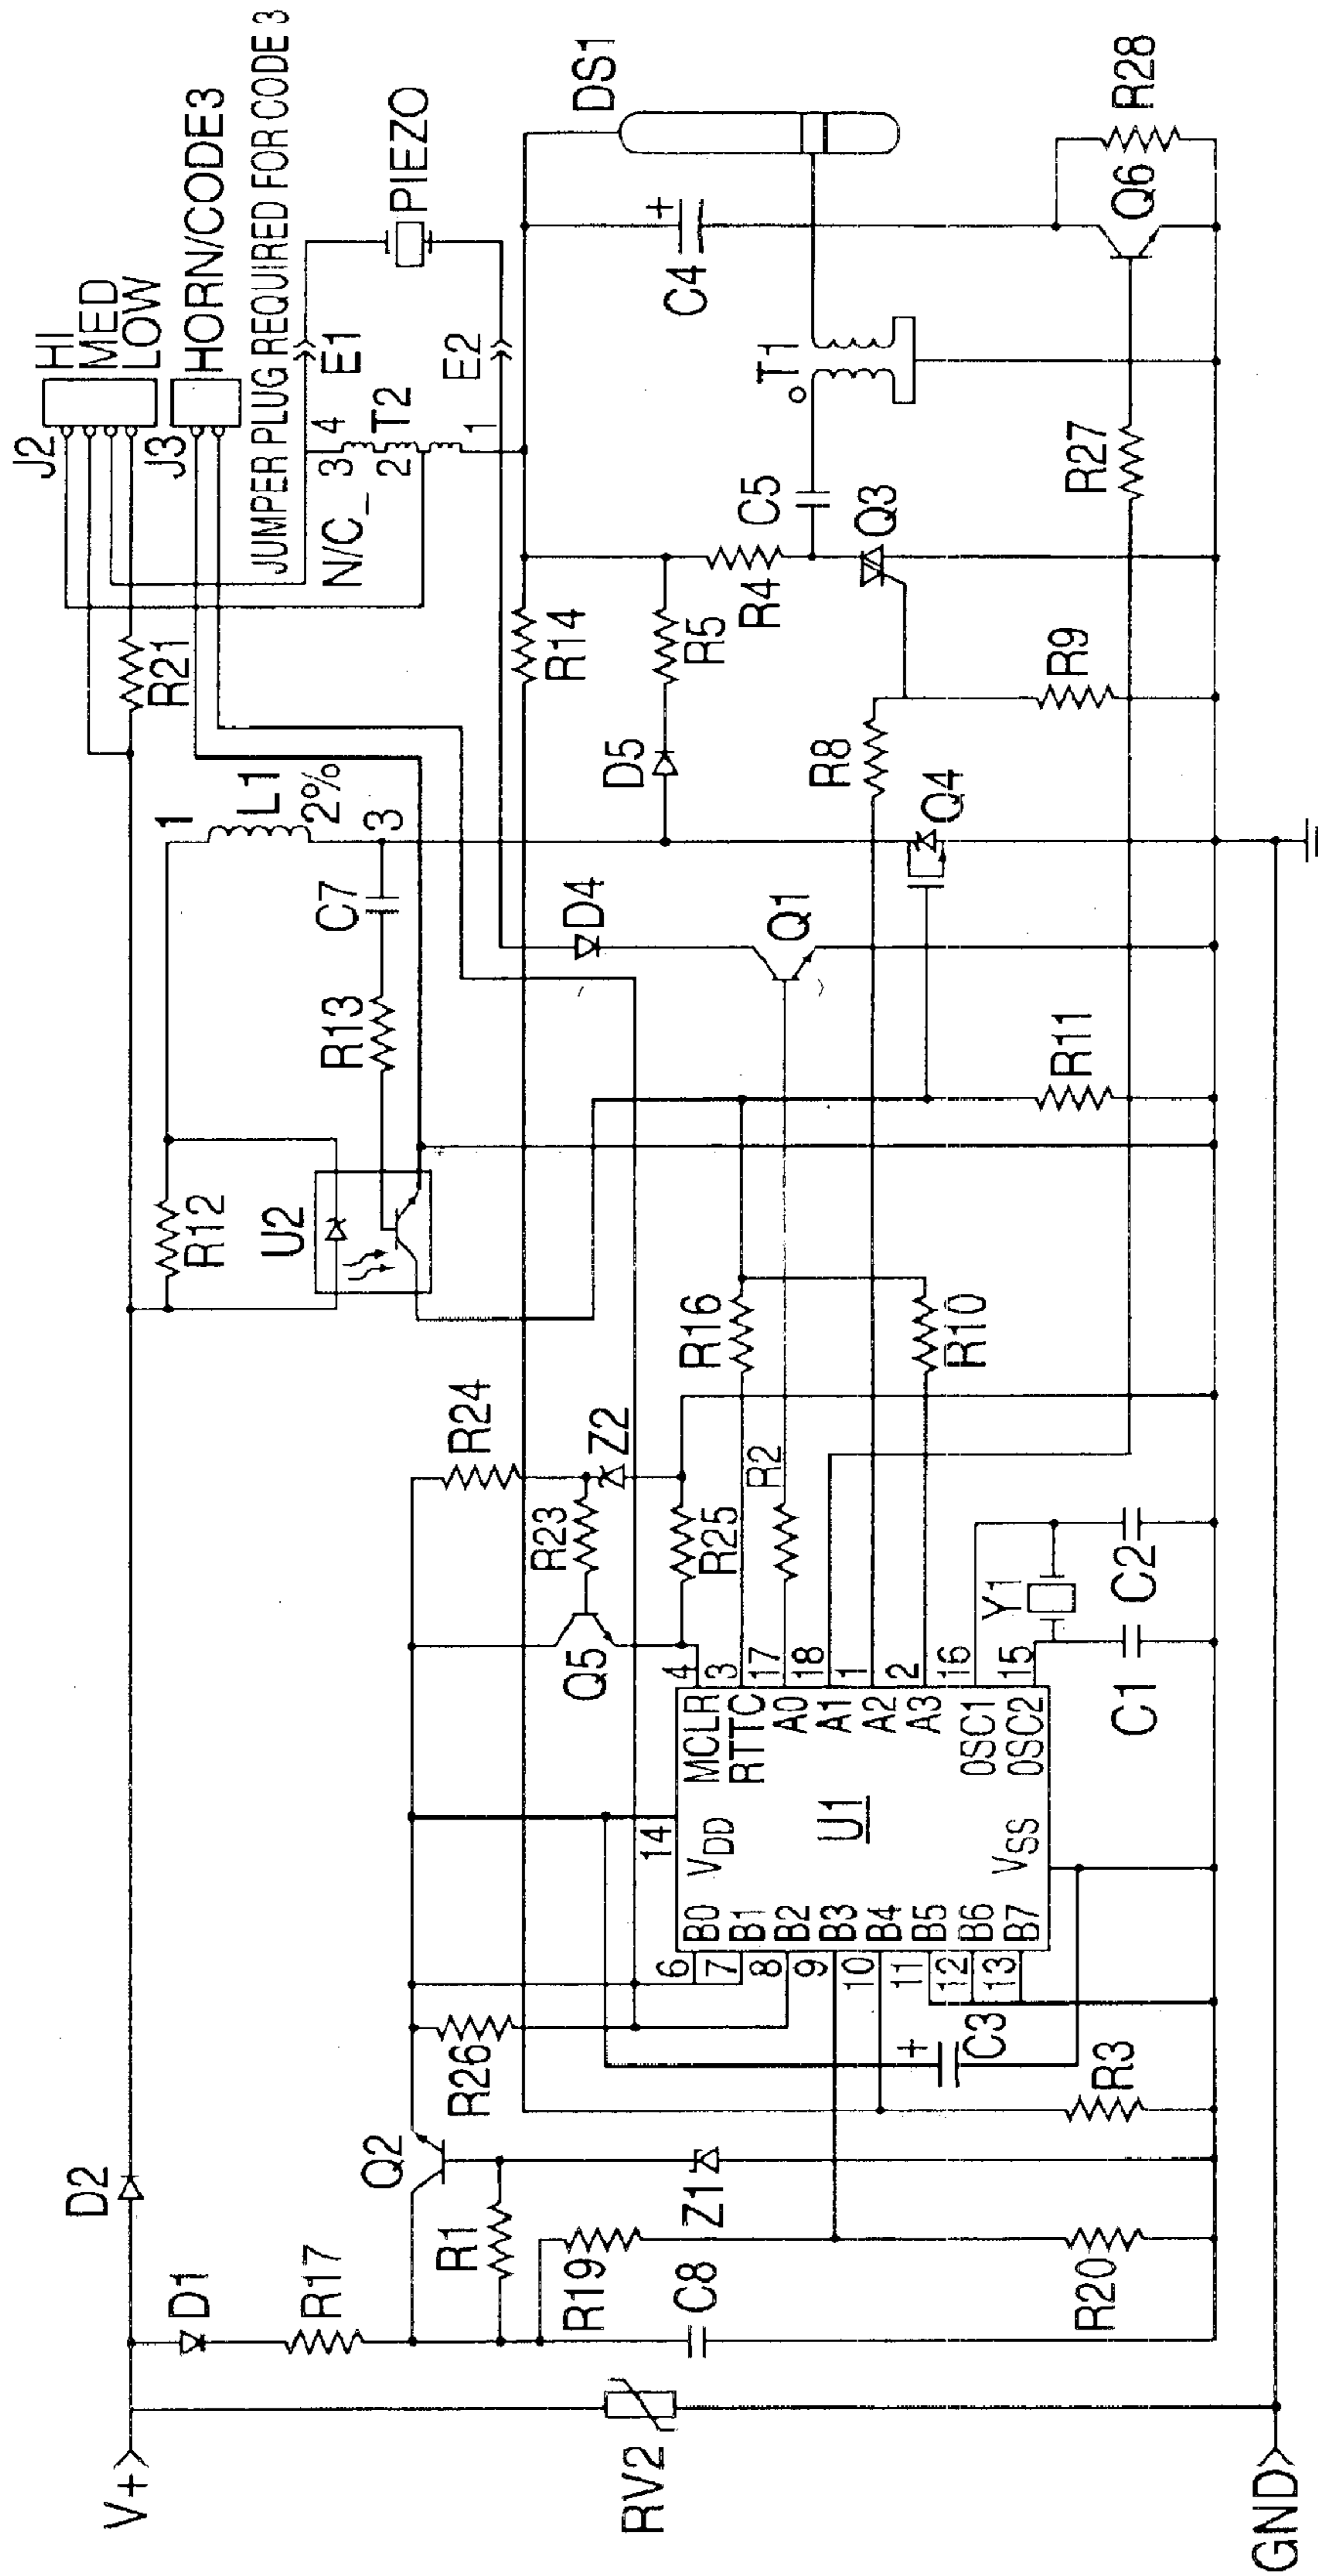 J2
HI
MED
LOW
J3
HORN/CODE3
JUMPER PLUG REQUIRED FOR CODE 3
PIEZO
E1
E2
4
T2
3
2
1
N/C_
R21
R14
DS1
C4
+
T1
C5
R4
Q3
R5
D5
R8
R9
R27
Q6
R28
1
L1
2%
3
C7
R13
D4
Q1
Q4
R11
R12
U2
R16
R10
R24
Z2
R23
R25
R2
Q5
4
3
17
18
1
2
16
15
MCLR
RTTC
A0
A1
A2
A3
OSC1
OSC2
Y1
C2
C1
14
VDD
U1
VSS
B0
B1
B2
B3
B4
B5
B6
B7
6
7
8
9
10
11
12
13
+
C3
R3
R26
Q2
R1
Z1
R19
C8
R20
D2
D1
R17
V+
RV2
GND